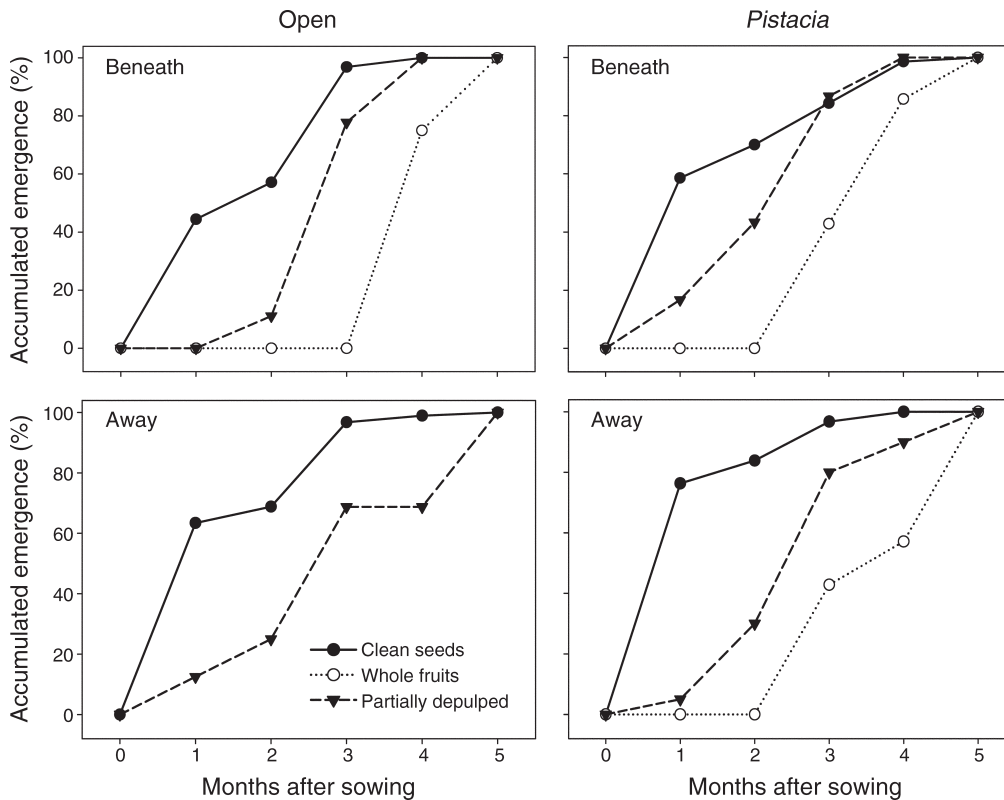 Open
Pistacia
Accumulated emergence (%)
100
80
60
40
20
0
Beneath
Beneath
Accumulated emergence (%)
100
80
60
40
20
0
Away
Clean seeds
Whole fruits
Partially depulped
Away
0 1 2 3 4 5
0 1 2 3 4 5
Months after sowing
Months after sowing